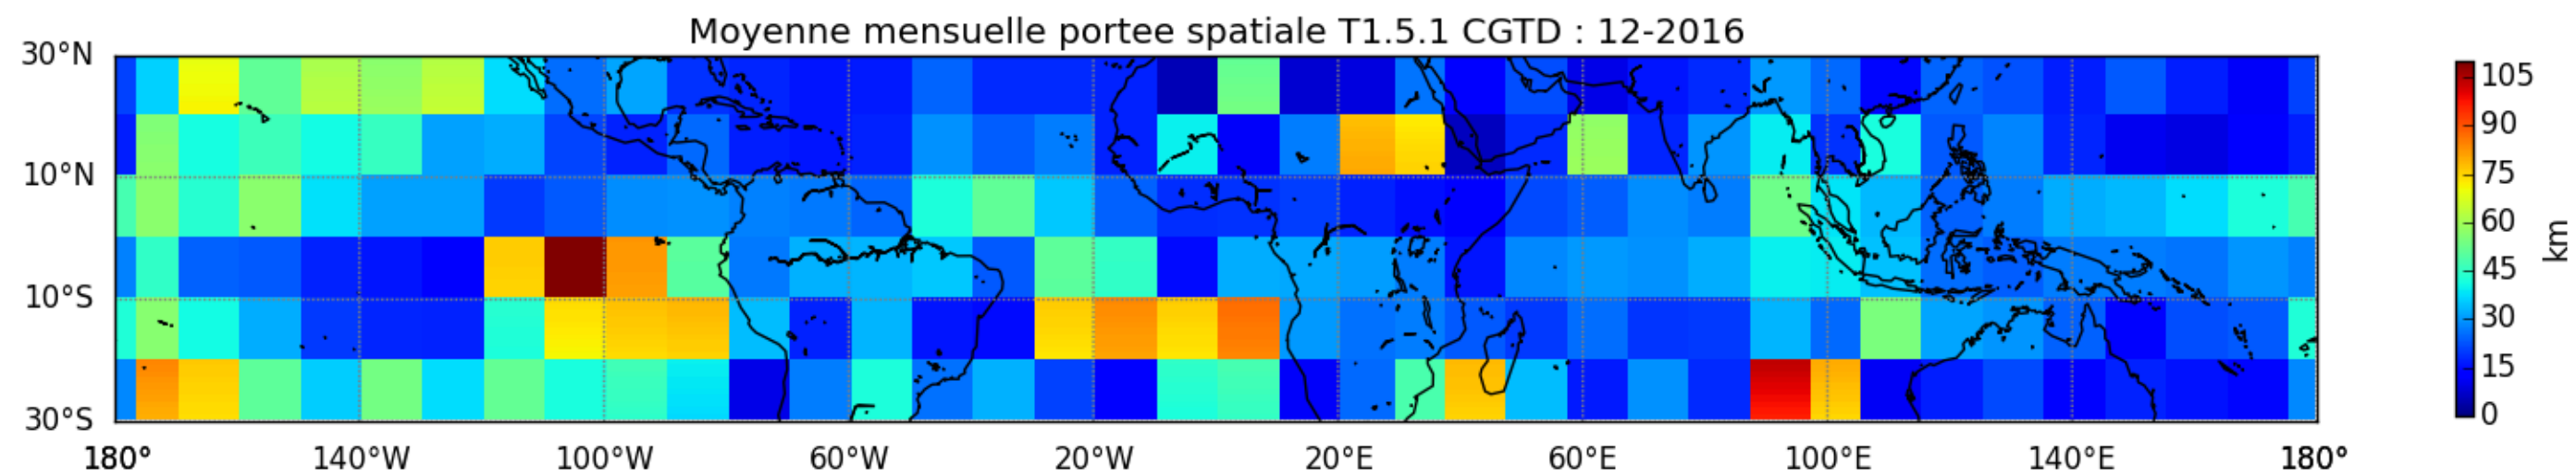 Moyenne mensuelle portee spatiale T1.5.1 CGTD : 12-2016
30°N
10°N
10°S
30°S
180° 140°W 100°W 60°W 20°W 20°E 60°E 100°E 140°E 180°
105
90
75
60
45
30
15
0
km